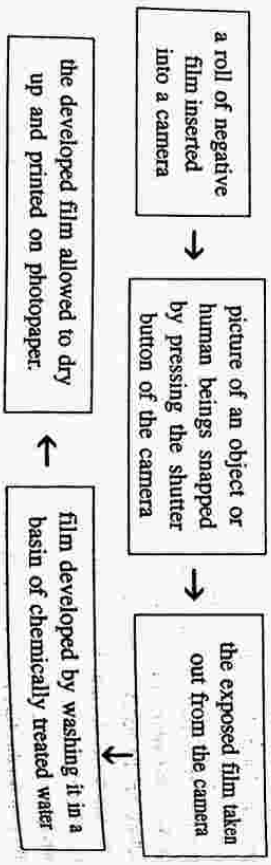 a roll of negative
film inserted
into a camera
picture of an object or
human beings snapped
by pressing the shutter
button of the camera
the exposed film taken
out from the camera
film developed by washing it in a
basin of chemically treated water
the developed film allowed to dry
up and printed on photopaper.